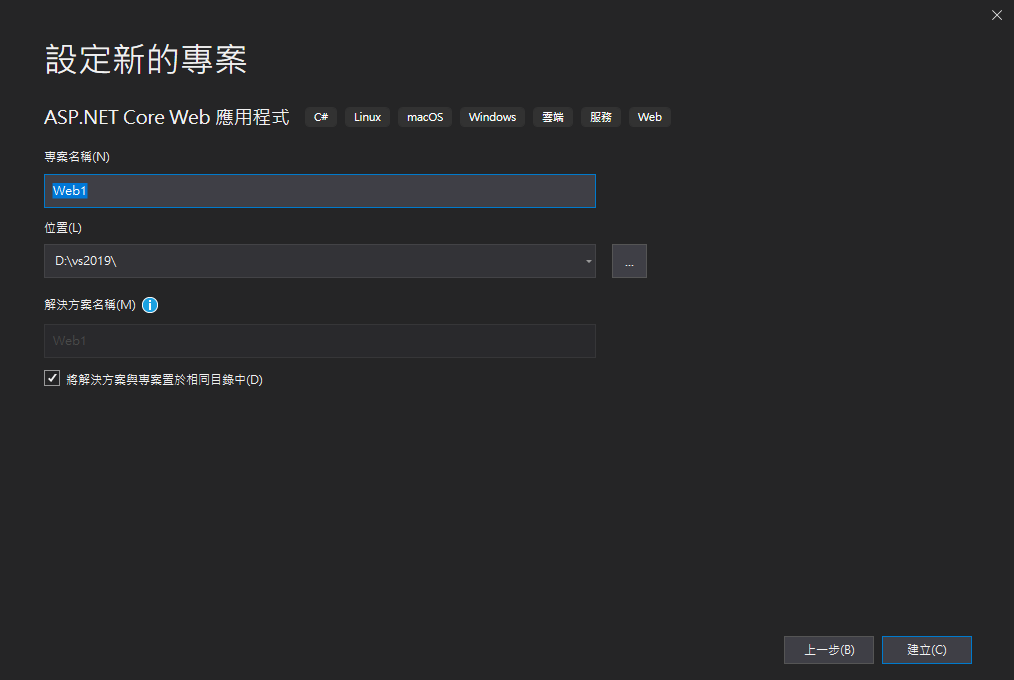 設定新的專案
ASP.NET Core Web 應用程式 C# Linux macOS Windows 雲端 服務 Web
專案名稱(N)
Web1
位置(L)
D:\vs2019\
...
解決方案名稱(M)
Web1
將解決方案與專案置於相同目錄中(D)
上一步(B) 建立(C)